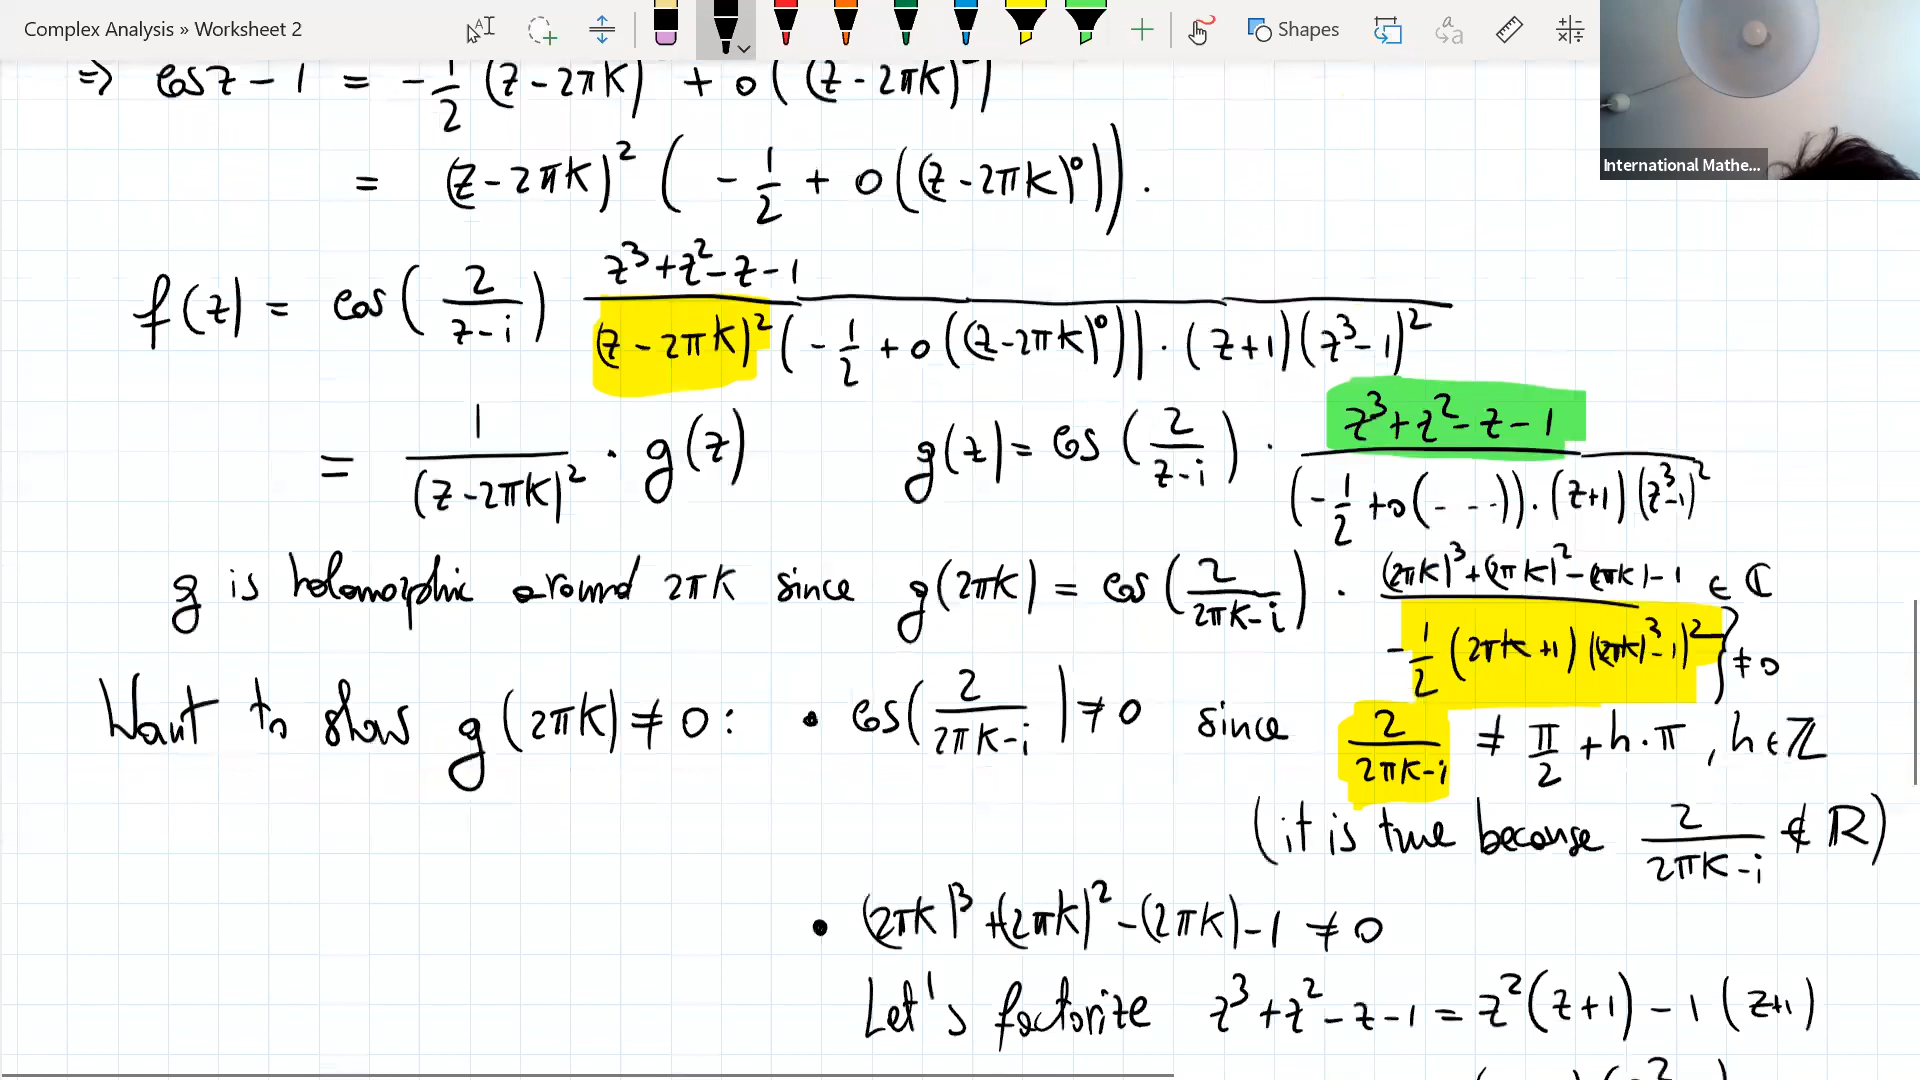 Complex Analysis » Worksheet 2
Shapes
International Mathe...
⇒ cos z - 1 = -1/2 (z - 2πk) + o((z - 2πk)
= (z - 2πk)² ( - 1/2 + o((z - 2πk)⁰)).
f(z) = cos( 2/(z-i) ) (z³+z²-z-1) / ((z - 2πk)² ( - 1/2 + o((z-2πk)⁰)) · (z+1)(z³-1)²)
= 1/(z-2πk)² · g(z)
g(z) = cos( 2/(z-i) ) · (z³+z²-z-1) / ((-1/2 + o(...)) · (z+1)(z³-1)²)
g is holomorphic around 2πk since g(2πk) = cos( 2/(2πk-i) ) · ((2πk)³+(2πk)²-(2πk)-1) / (-1/2 (2πk+1)((2πk)³-1)²) ∈ ℂ
} ≠ 0
Want to show g(2πk) ≠ 0: • cos( 2/(2πk-i) ) ≠ 0 since 2/(2πk-i) ≠ π/2 + h·π, h∈ℤ
(it is true because 2/(2πk-i) ∉ ℝ)
• (2πk)³+(2πk)²-(2πk)-1 ≠ 0
Let's factorize z³+z²-z-1 = z²(z+1) - 1(z+1)